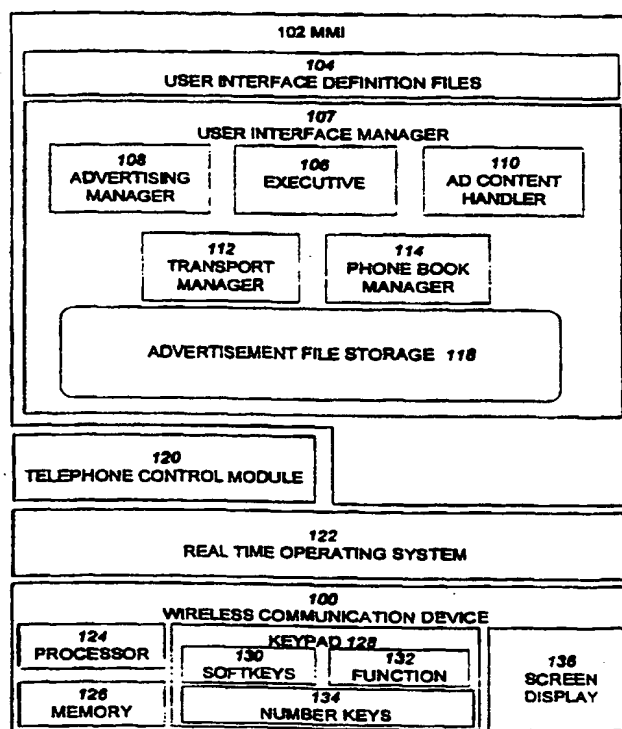 102 MMI
104
USER INTERFACE DEFINITION FILES
107
USER INTERFACE MANAGER
108
ADVERTISING
MANAGER
106
EXECUTIVE
110
AD CONTENT
HANDLER
112
TRANSPORT
MANAGER
114
PHONE BOOK
MANAGER
ADVERTISEMENT FILE STORAGE 118
120
TELEPHONE CONTROL MODULE
122
REAL TIME OPERATING SYSTEM
100
WIRELESS COMMUNICATION DEVICE
124
PROCESSOR
126
MEMORY
KEYPAD 128
130
SOFTKEYS
132
FUNCTION
134
NUMBER KEYS
136
SCREEN
DISPLAY